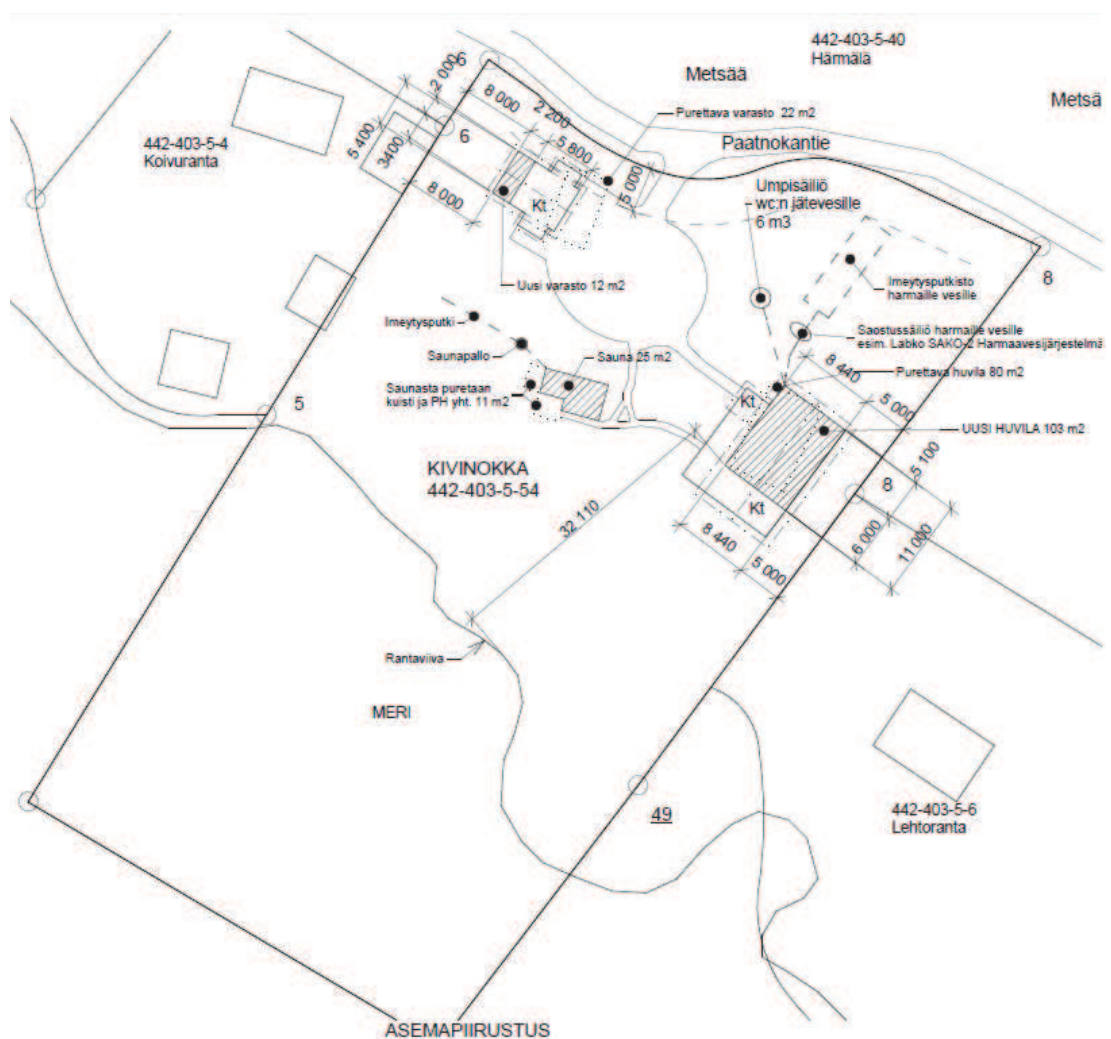 442-403-5-40
Härmälä
Metsää
Metsä
6
2 000
8 000
2 200
Purettava varasto 22 m2
Paatnokantie
5 400
3400
6
5 800
5 000
442-403-5-4
Koivuranta
8 000
Kt
Umpisäiliö
wc:n jätevesille
6 m3
8
Imeytysputkisto
harmaille vesille
Uusi varasto 12 m2
Imeytysputki
Saunapallo
Saostussäiliö harmaille vesille
esim. Labko SAKO-2 Harmaavesijärjestelmä
Sauna 25 m2
8 440
Purettava huvila 80 m2
Saunasta puretaan
kuisti ja PH yht. 11 m2
5
Kt
5 000
UUSI HUVILA 103 m2
KIVINOKKA
442-403-5-54
5 100
8
Kt
32 110
8 440
5 000
6 000
11 000
Rantaviiva
MERI
49
442-403-5-6
Lehtoranta
ASEMAPIIRUSTUS